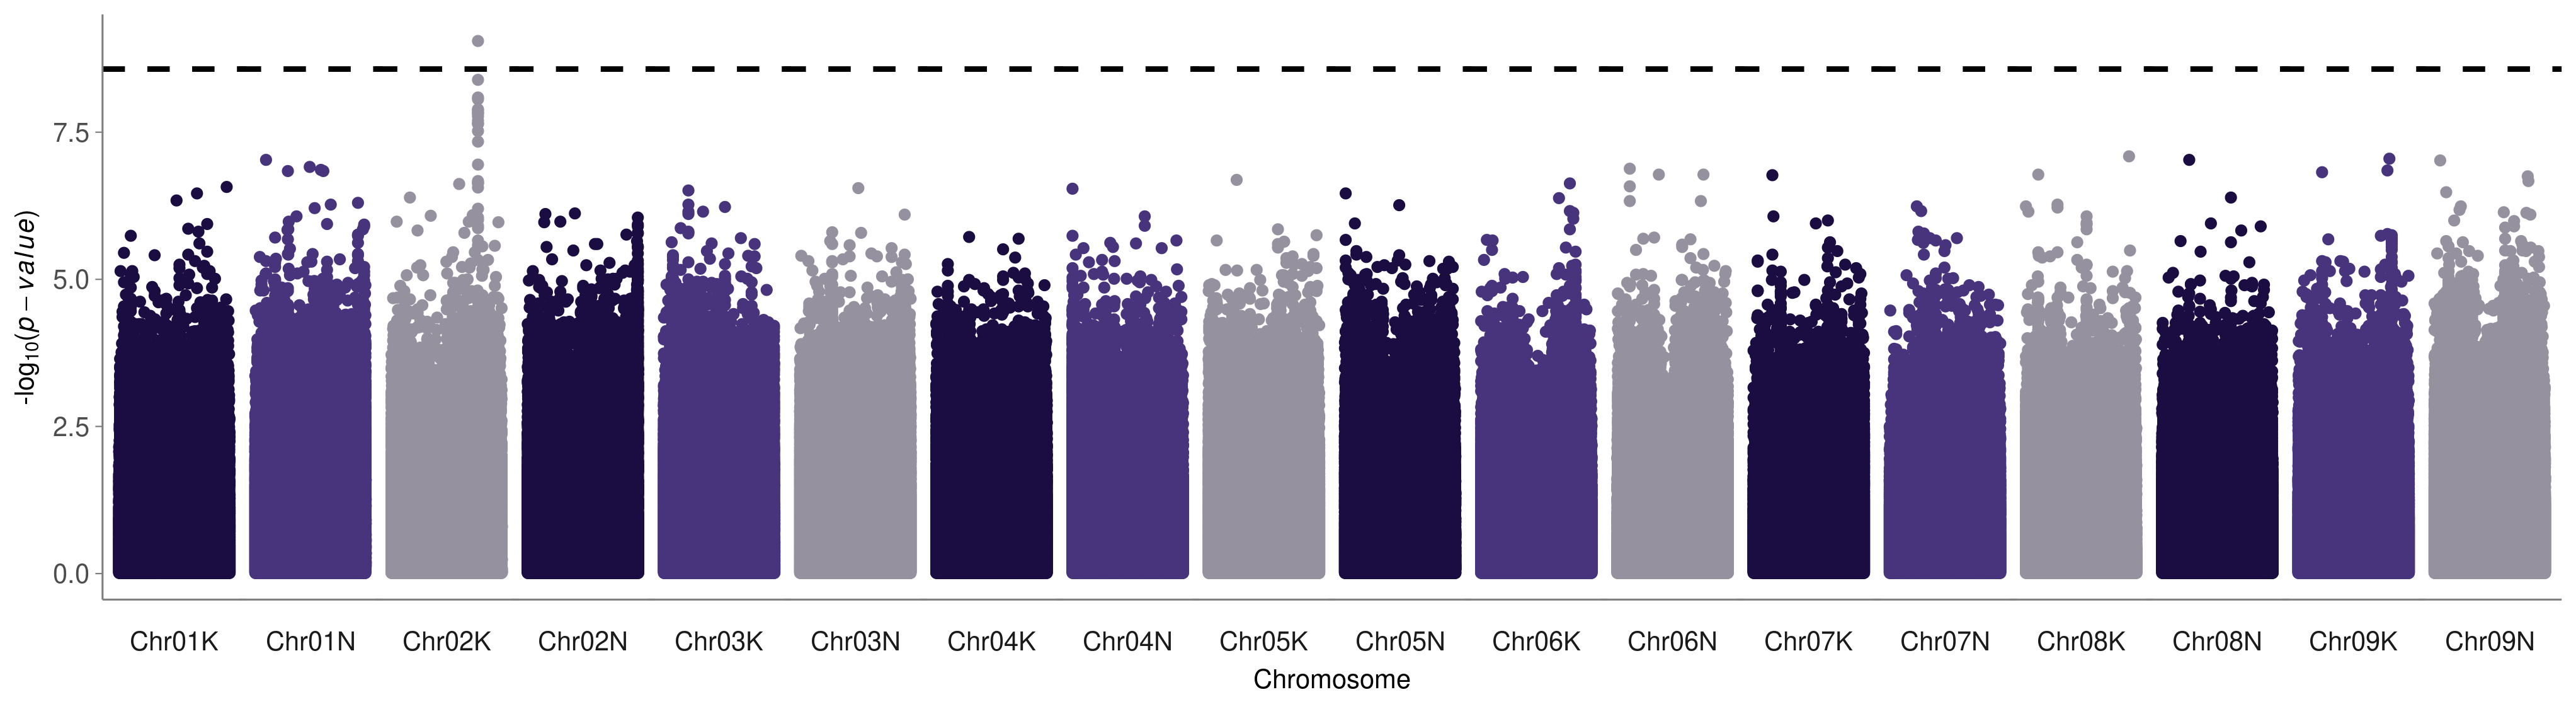 -log10(p − value)
7.5
5.0
2.5
0.0
Chr01K Chr01N Chr02K Chr02N Chr03K Chr03N Chr04K Chr04N Chr05K Chr05N Chr06K Chr06N Chr07K Chr07N Chr08K Chr08N Chr09K Chr09N
Chromosome